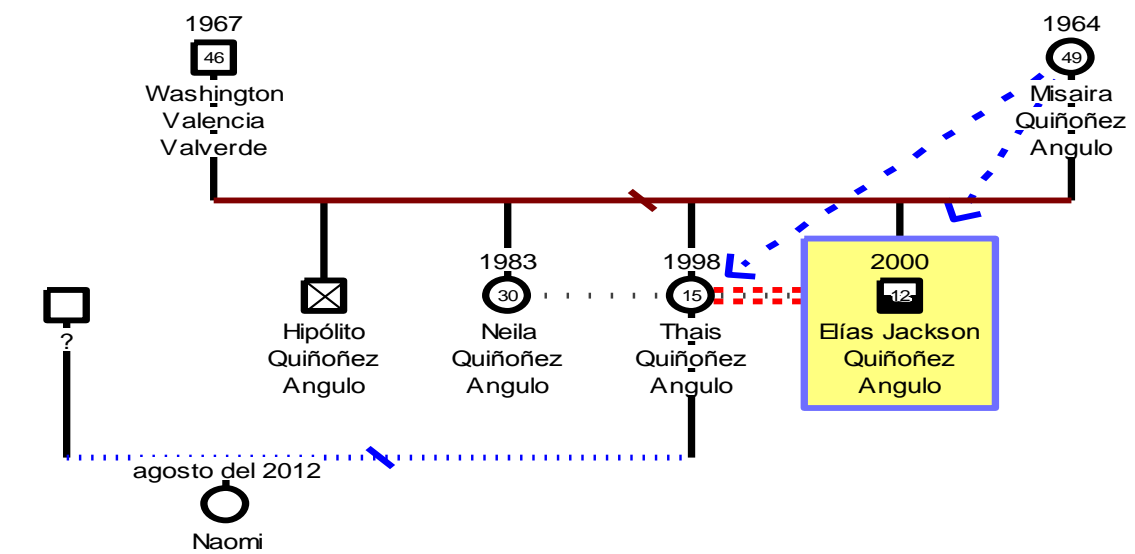 1967
46
Washington
Valencia
Valverde
1964
49
Misaira
Quiñoñez
Angulo
?
Hipólito
Quiñoñez
Angulo
1983
30
Neila
Quiñoñez
Angulo
1998
15
Thais
Quiñoñez
Angulo
2000
12
Elías Jackson
Quiñoñez
Angulo
agosto del 2012
Naomi